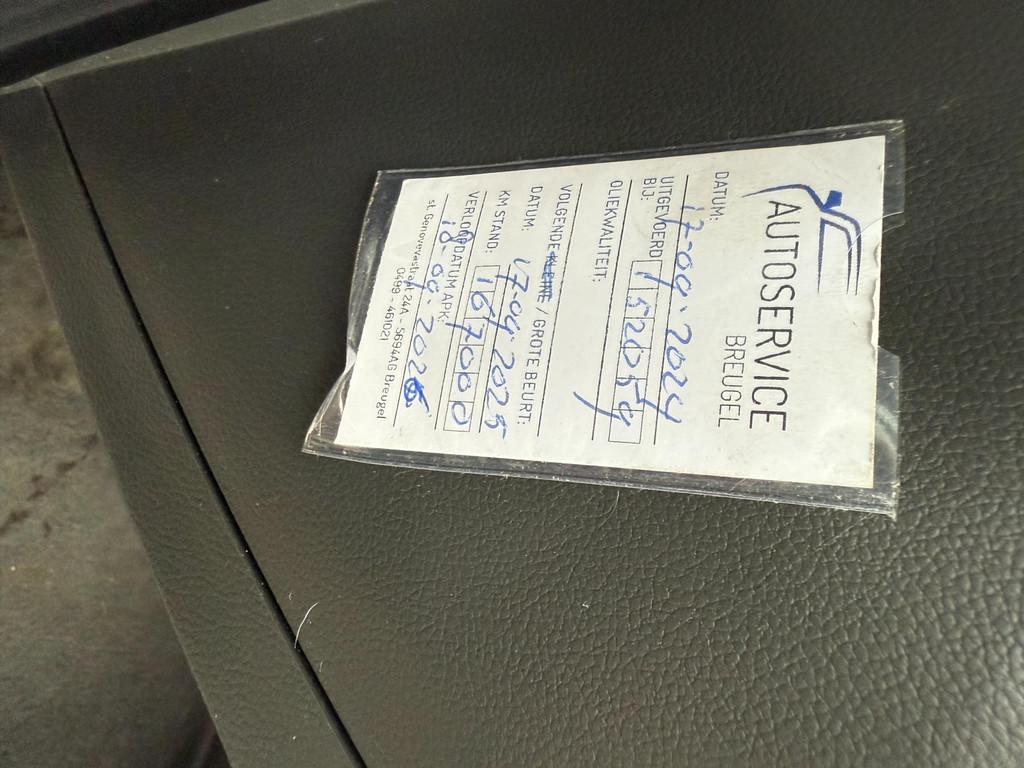 AUTOSERVICE
BREUGEL
DATUM: 17-09-2024
UITGEVOERD BIJ: 152054
OLIEKWALITEIT:
VOLGENDE KLEINE / GROTE BEURT:
DATUM: 17-09-2025
KM STAND: 167000
VERLOOPDATUM APK:
18-09-2026
st. Genovevastraat 24A - 5694AG Breugel
0499 - 461021